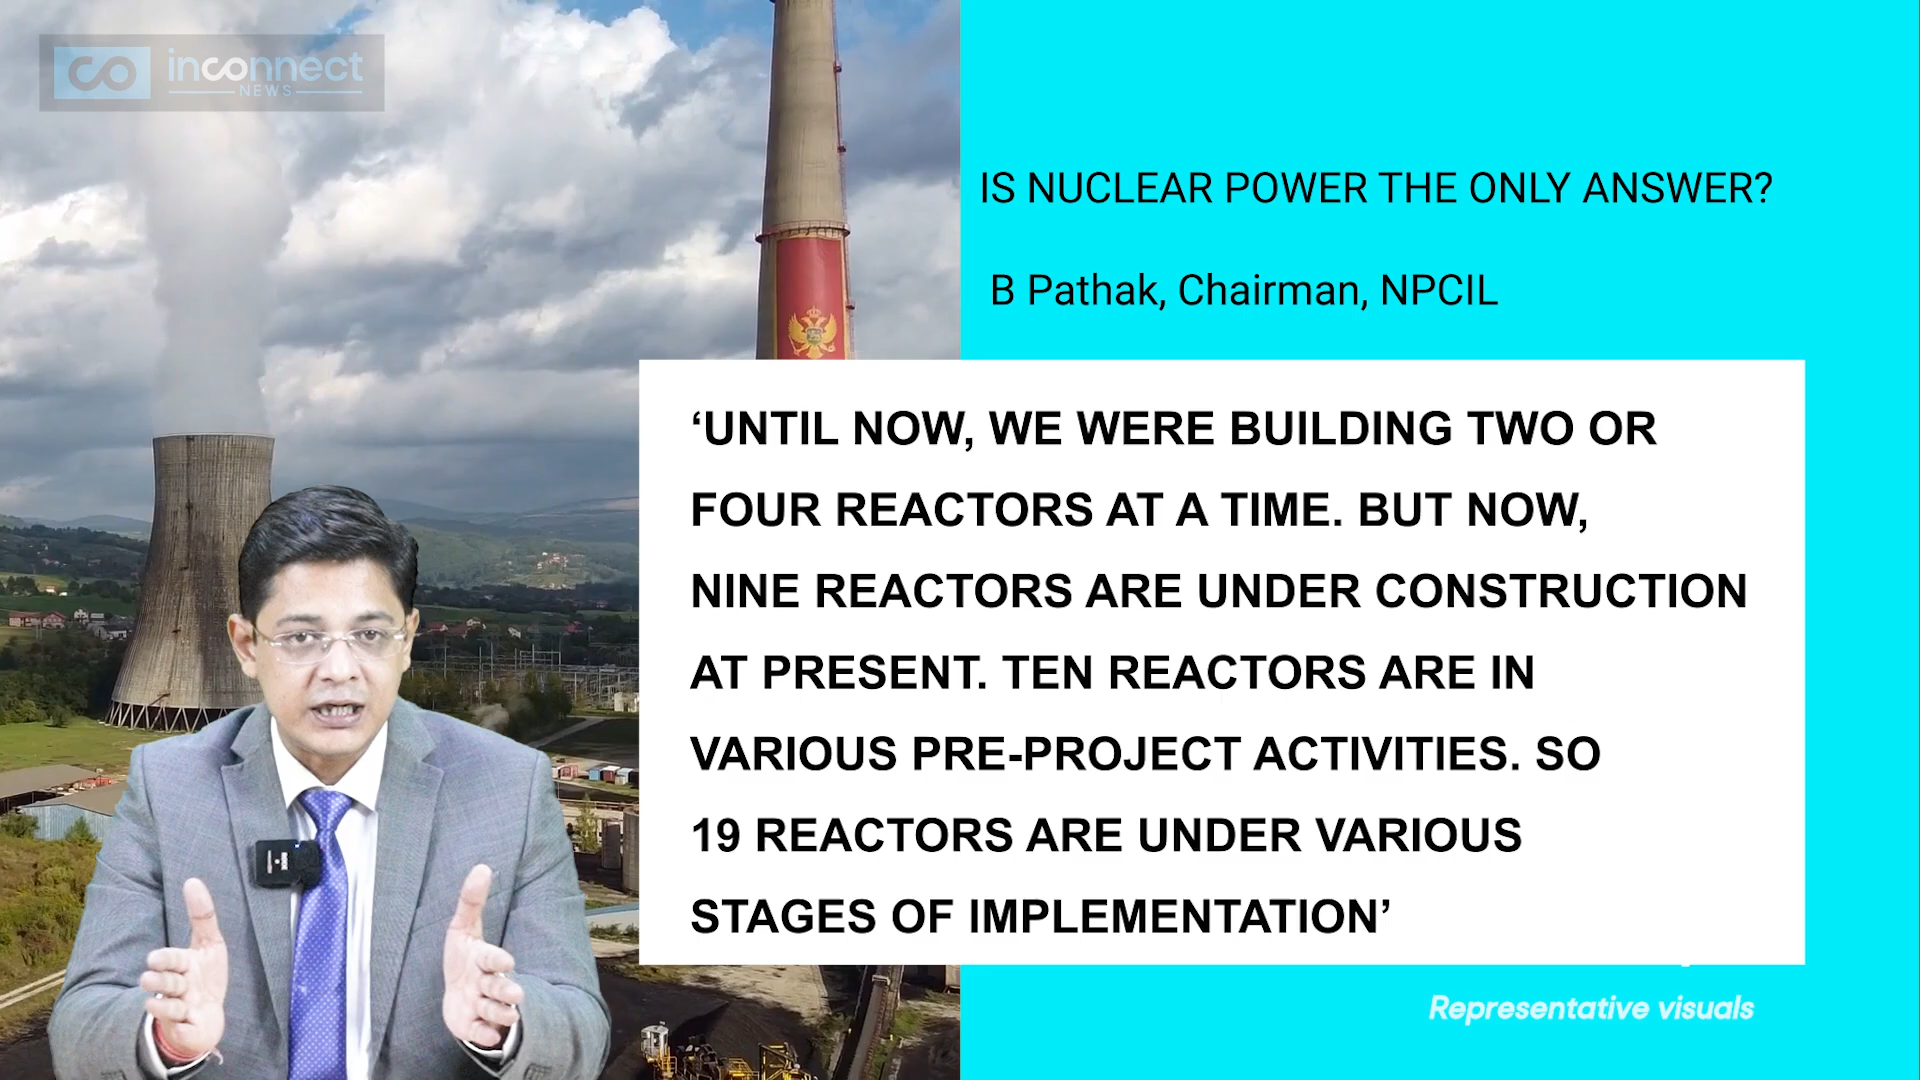 inconnect
NEWS
IS NUCLEAR POWER THE ONLY ANSWER?
B Pathak, Chairman, NPCIL
‘UNTIL NOW, WE WERE BUILDING TWO OR
FOUR REACTORS AT A TIME. BUT NOW,
NINE REACTORS ARE UNDER CONSTRUCTION
AT PRESENT. TEN REACTORS ARE IN
VARIOUS PRE-PROJECT ACTIVITIES. SO
19 REACTORS ARE UNDER VARIOUS
STAGES OF IMPLEMENTATION’
Representative visuals